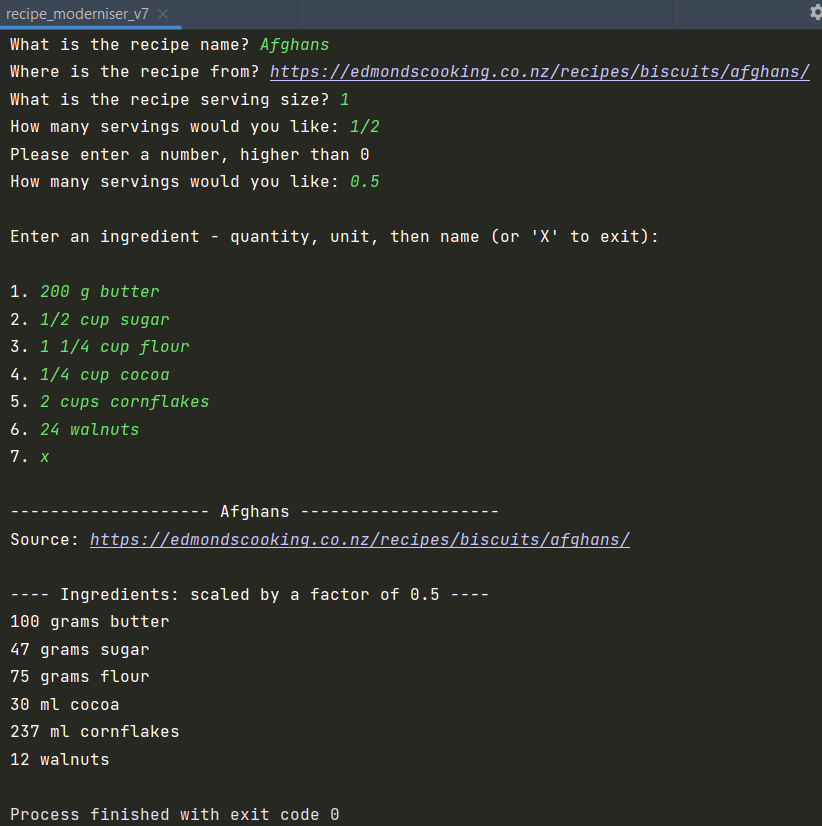 recipe_moderniser_v7
What is the recipe name? Afghans
Where is the recipe from? https://edmondscooking.co.nz/recipes/biscuits/afghans/
What is the recipe serving size? 1
How many servings would you like: 1/2
Please enter a number, higher than 0
How many servings would you like: 0.5
Enter an ingredient - quantity, unit, then name (or 'X' to exit):
1. 200 g butter
2. 1/2 cup sugar
3. 1 1/4 cup flour
4. 1/4 cup cocoa
5. 2 cups cornflakes
6. 24 walnuts
7. x
-------------------- Afghans --------------------
Source: https://edmondscooking.co.nz/recipes/biscuits/afghans/
---- Ingredients: scaled by a factor of 0.5 ----
100 grams butter
47 grams sugar
75 grams flour
30 ml cocoa
237 ml cornflakes
12 walnuts
Process finished with exit code 0